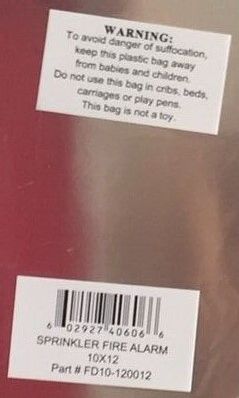 WARNING:
To avoid danger of suffocation,
keep this plastic bag away
from babies and children.
Do not use this bag in cribs, beds,
carriages or play pens.
This bag is not a toy.
6 02927 40606 6
SPRINKLER FIRE ALARM
10X12
Part # FD10-120012